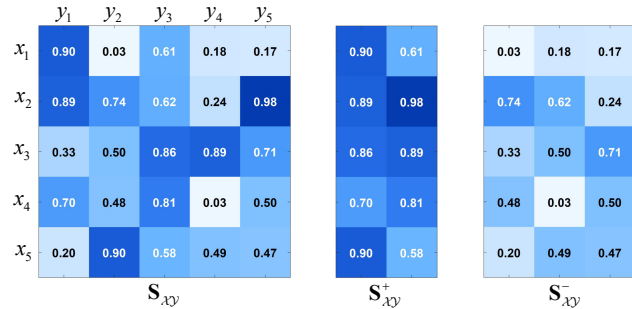 y1 y2 y3 y4 y5
x1 0.90 0.03 0.61 0.18 0.17 0.90 0.61 0.03 0.18 0.17
x2 0.89 0.74 0.62 0.24 0.98 0.89 0.98 0.74 0.62 0.24
x3 0.33 0.50 0.86 0.89 0.71 0.86 0.89 0.33 0.50 0.71
x4 0.70 0.48 0.81 0.03 0.50 0.70 0.81 0.48 0.03 0.50
x5 0.20 0.90 0.58 0.49 0.47 0.90 0.58 0.20 0.49 0.47
Sxy S+xy S−xy